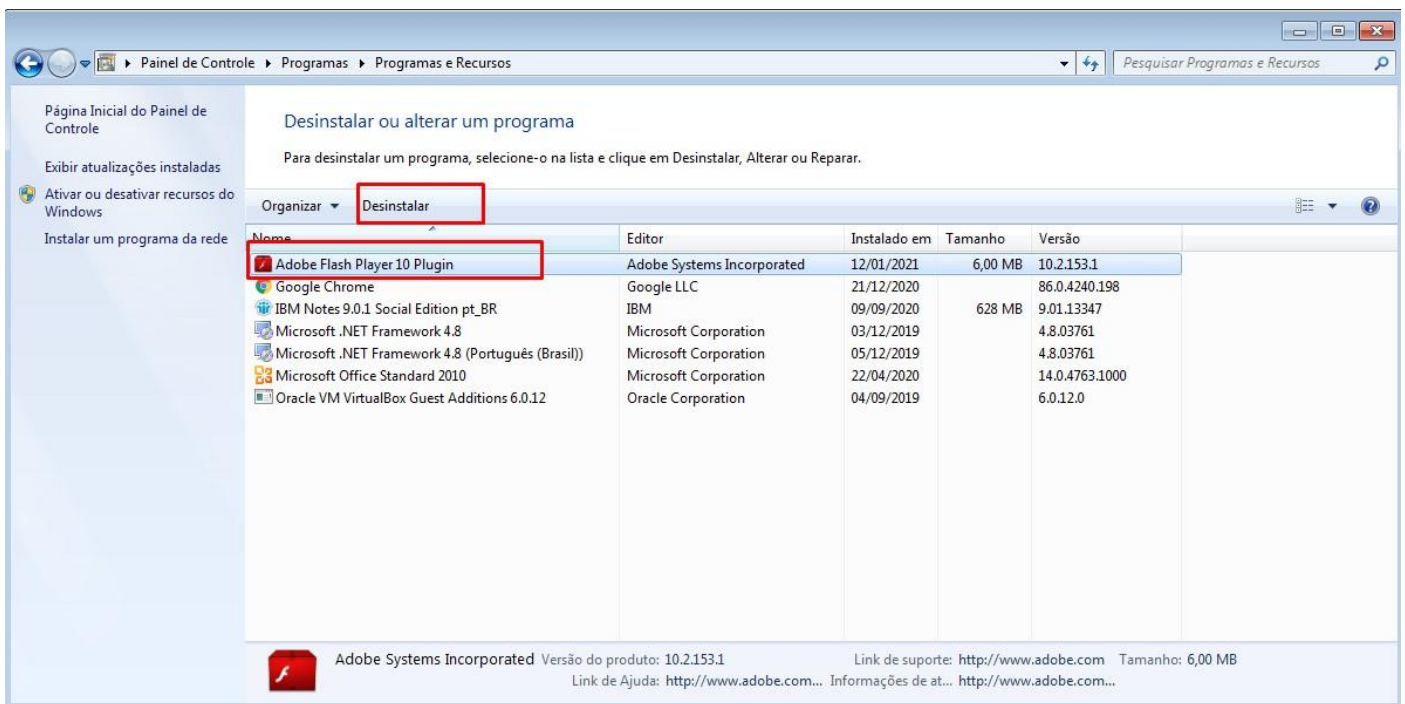 Painel de Controle Programas Programas e Recursos
Pesquisar Programas e Recursos
Página Inicial do Painel de
Controle
Exibir atualizações instaladas
Ativar ou desativar recursos do
Windows
Instalar um programa da rede
Desinstalar ou alterar um programa
Para desinstalar um programa, selecione-o na lista e clique em Desinstalar, Alterar ou Reparar.
Organizar Desinstalar
Nome Editor Instalado em Tamanho Versão
Adobe Flash Player 10 Plugin Adobe Systems Incorporated 12/01/2021 6,00 MB 10.2.153.1
Google Chrome Google LLC 21/12/2020 86.0.4240.198
IBM Notes 9.0.1 Social Edition pt_BR IBM 09/09/2020 628 MB 9.01.13347
Microsoft .NET Framework 4.8 Microsoft Corporation 03/12/2019 4.8.03761
Microsoft .NET Framework 4.8 (Português (Brasil)) Microsoft Corporation 05/12/2019 4.8.03761
Microsoft Office Standard 2010 Microsoft Corporation 22/04/2020 14.0.4763.1000
Oracle VM VirtualBox Guest Additions 6.0.12 Oracle Corporation 04/09/2019 6.0.12.0
Adobe Systems Incorporated Versão do produto: 10.2.153.1 Link de suporte: http://www.adobe.com Tamanho: 6,00 MB
Link de Ajuda: http://www.adobe.com... Informações de at... http://www.adobe.com...